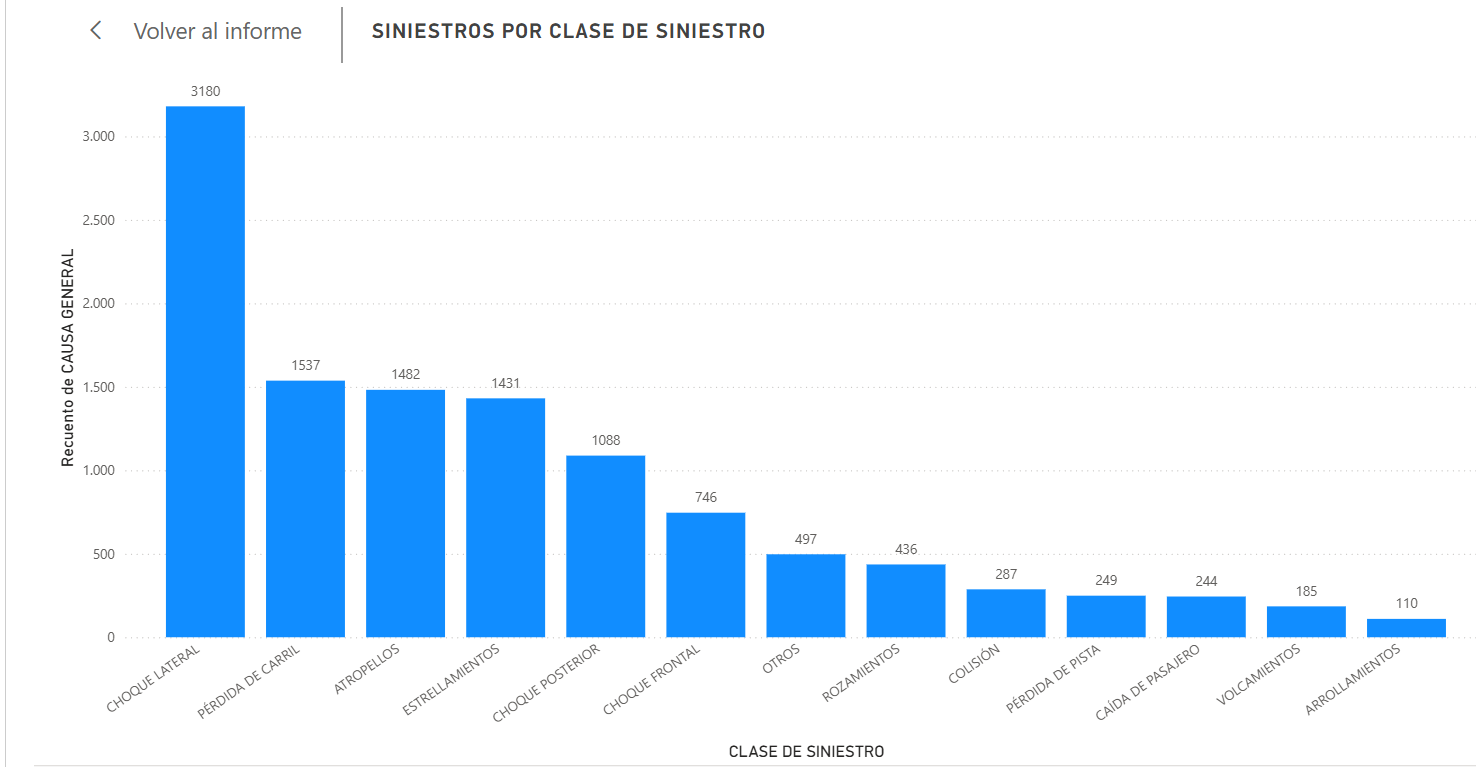 Volver al informe
SINIESTROS POR CLASE DE SINIESTRO
3180
3.000
2.500
2.000
1.500
1.000
500
0
Recuento de CAUSA GENERAL
1537
1482
1431
1088
746
497
436
287
249
244
185
110
CHOQUE LATERAL
PÉRDIDA DE CARRIL
ATROPELLOS
ESTRELLAMIENTOS
CHOQUE POSTERIOR
CHOQUE FRONTAL
OTROS
ROZAMIENTOS
COLISIÓN
PÉRDIDA DE PISTA
CAÍDA DE PASAJERO
VOLCAMIENTOS
ARROLLAMIENTOS
CLASE DE SINIESTRO